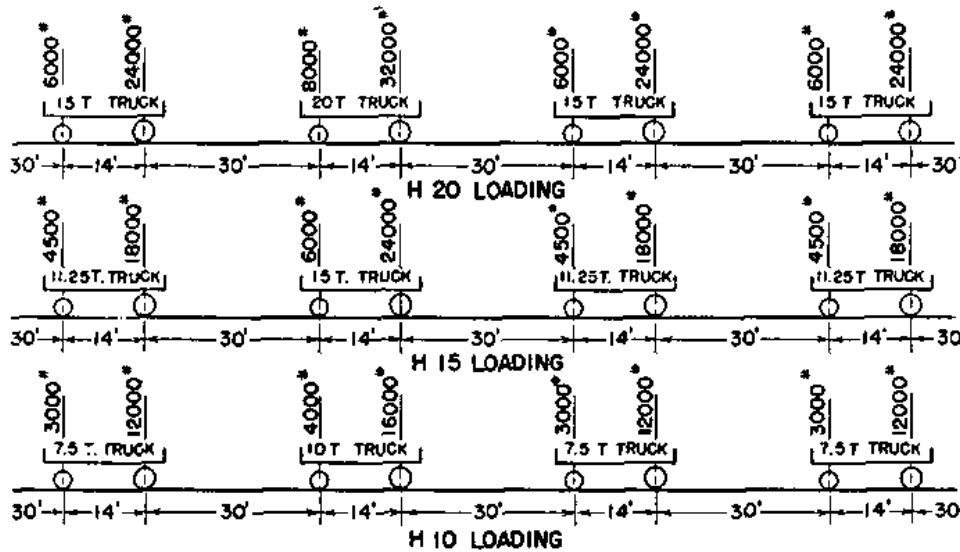 6000# 24000# 8000# 32000# 6000# 24000# 6000# 24000#
15 T TRUCK 20 T TRUCK 15 T TRUCK 15 T TRUCK
30' 14' 30' 14' 30' 14' 30' 14' 30'
H 20 LOADING
4500# 18000# 6000# 24000# 4500# 18000# 4500# 18000#
11.25 T. TRUCK 15 T. TRUCK 11.25 T. TRUCK 11.25 T TRUCK
30' 14' 30' 14' 30' 14' 30' 14' 30
H 15 LOADING
3000# 12000# 4000# 16000# 3000# 12000# 3000# 12000#
7.5 T. TRUCK 10 T TRUCK 7.5 T TRUCK 7.5 T TRUCK
30' 14' 30' 14' 30' 14' 30' 14' 30
H 10 LOADING